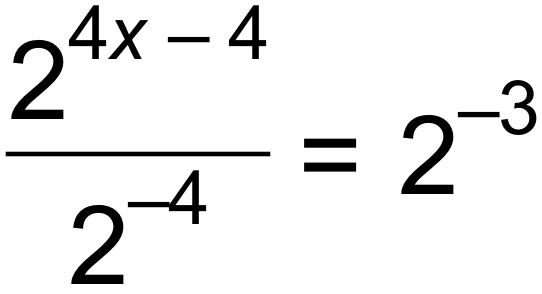 2^{4x – 4}
2^{–4}
= 2^{–3}